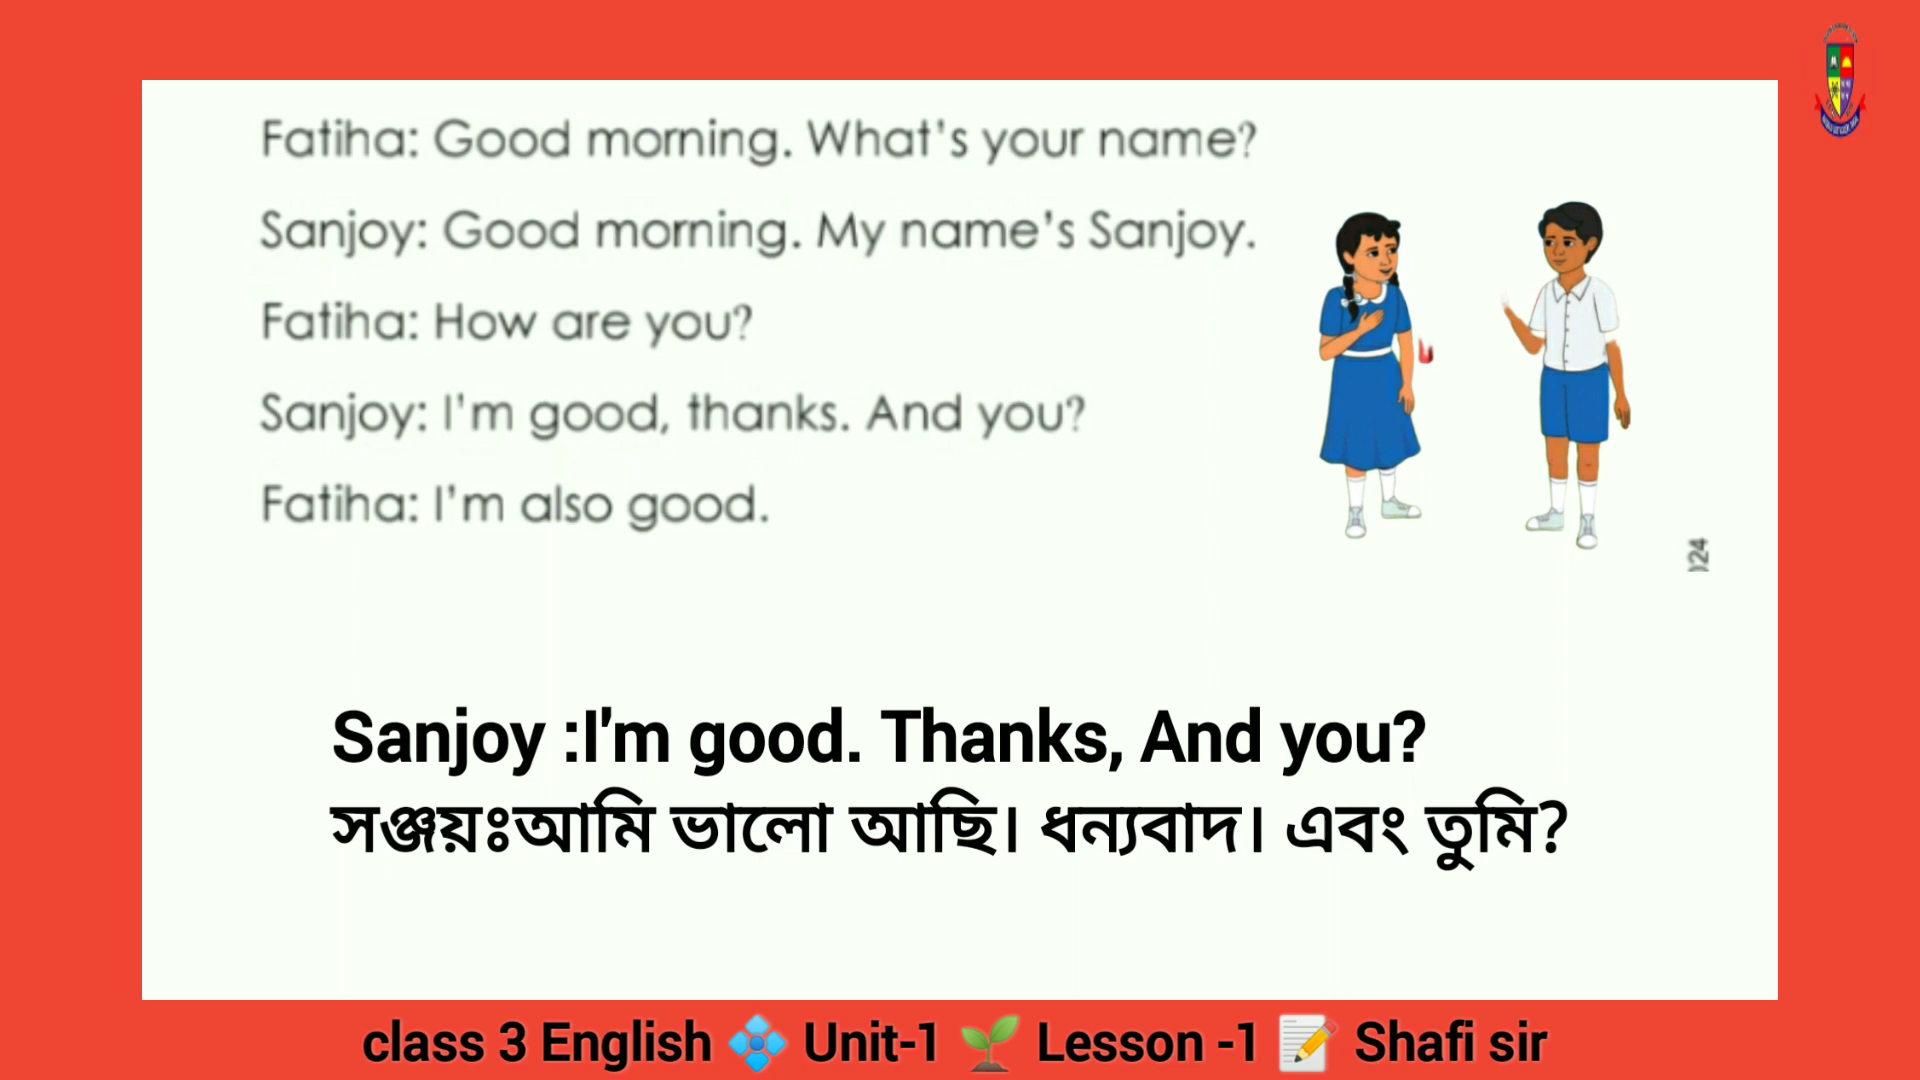 Fatiha: Good morning. What's your name?
Sanjoy: Good morning. My name's Sanjoy.
Fatiha: How are you?
Sanjoy: I'm good, thanks. And you?
Fatiha: I'm also good.
024
Sanjoy :I'm good. Thanks, And you?
সঞ্জয়ঃআমি ভালো আছি। ধন্যবাদ। এবং তুমি?
class 3 English 💠 Unit-1 🌱 Lesson -1 📝 Shafi sir